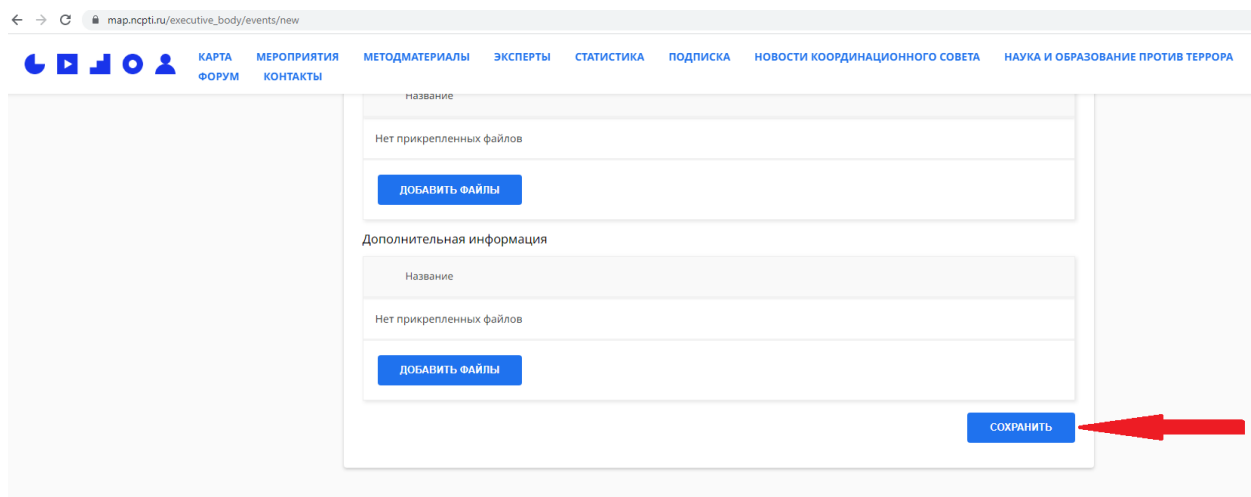 map.ncpti.ru/executive_body/events/new
КАРТА МЕРОПРИЯТИЯ МЕТОДМАТЕРИАЛЫ ЭКСПЕРТЫ СТАТИСТИКА ПОДПИСКА НОВОСТИ КООРДИНАЦИОННОГО СОВЕТА НАУКА И ОБРАЗОВАНИЕ ПРОТИВ ТЕРРОРА
ФОРУМ КОНТАКТЫ
Название
Нет прикрепленных файлов
ДОБАВИТЬ ФАЙЛЫ
Дополнительная информация
Название
Нет прикрепленных файлов
ДОБАВИТЬ ФАЙЛЫ
СОХРАНИТЬ